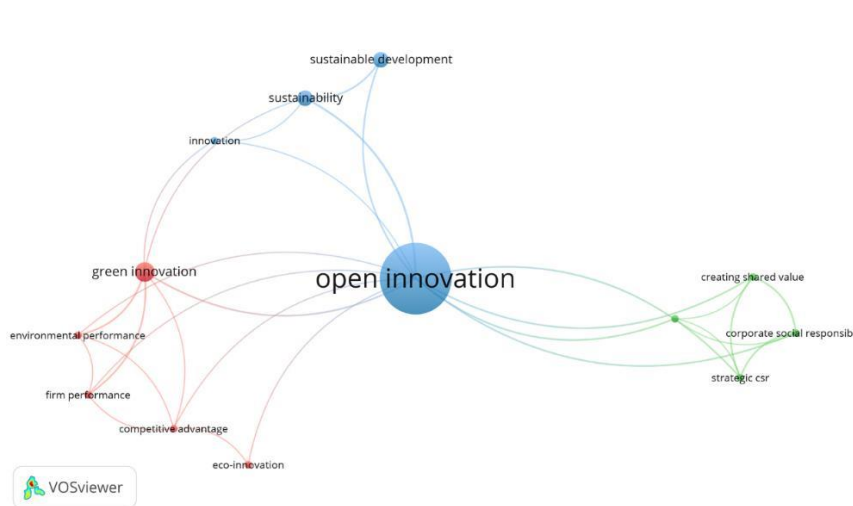 sustainable development
sustainability
innovation
green innovation
open innovation
creating shared value
environmental performance
corporate social responsib
strategic csr
firm performance
competitive advantage
eco-innovation
VOSviewer